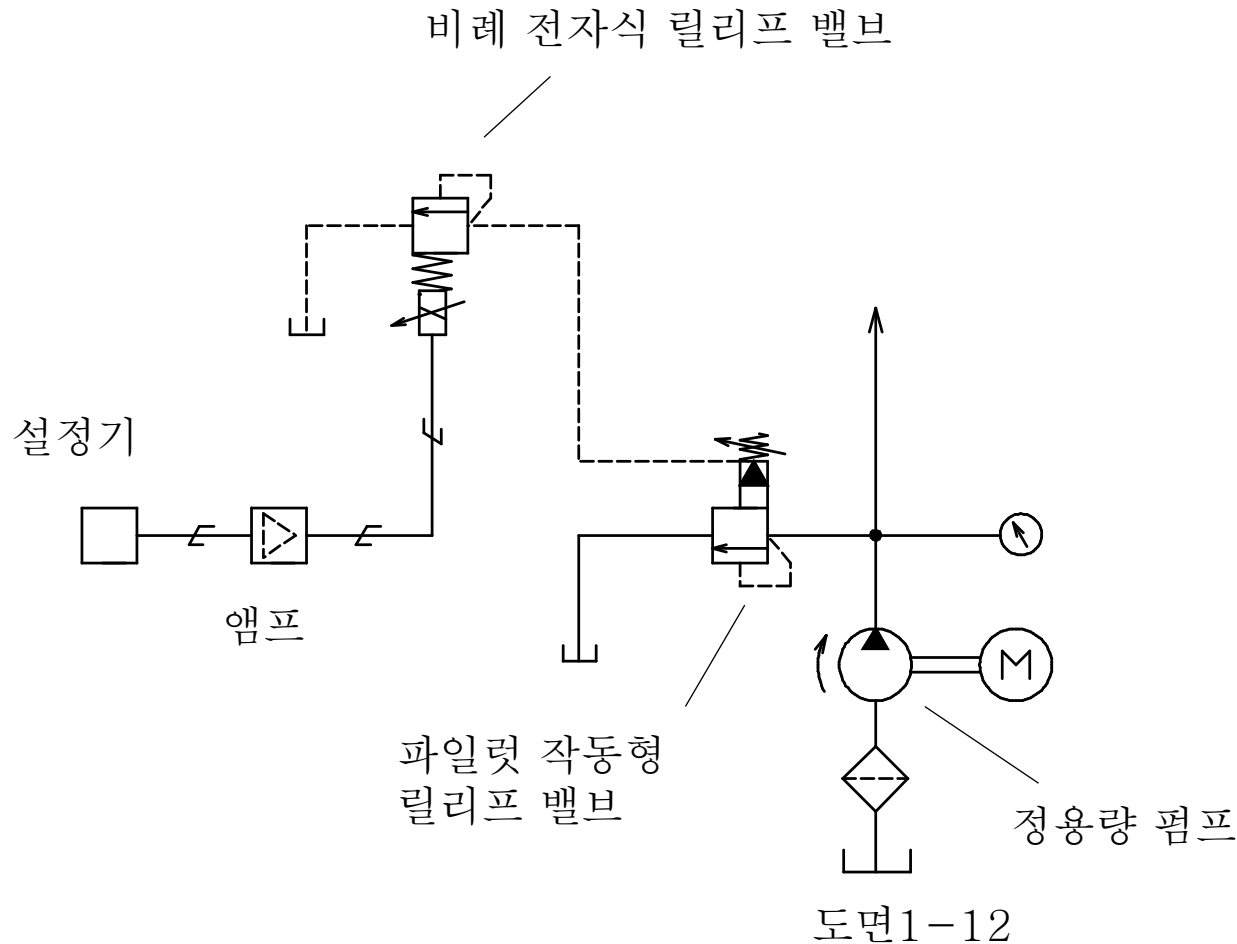 비례 전자식 릴리프 밸브
설정기
앰프
M
파일럿 작동형
릴리프 밸브
정용량 펌프
도면1-12